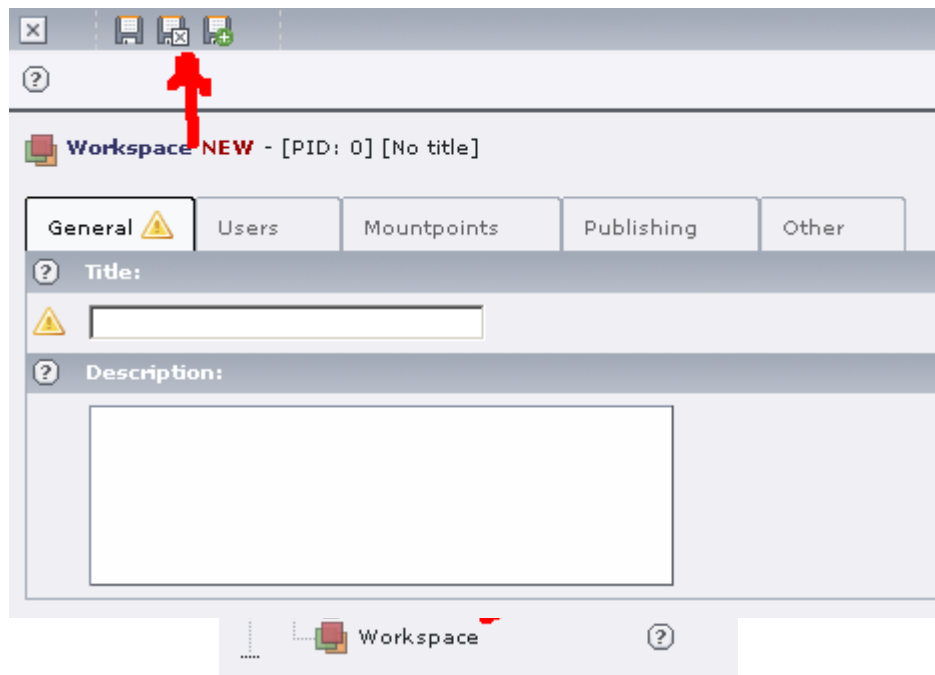 Workspace NEW - [PID: 0] [No title]
General Users Mountpoints Publishing Other
Title:
Description:
Workspace